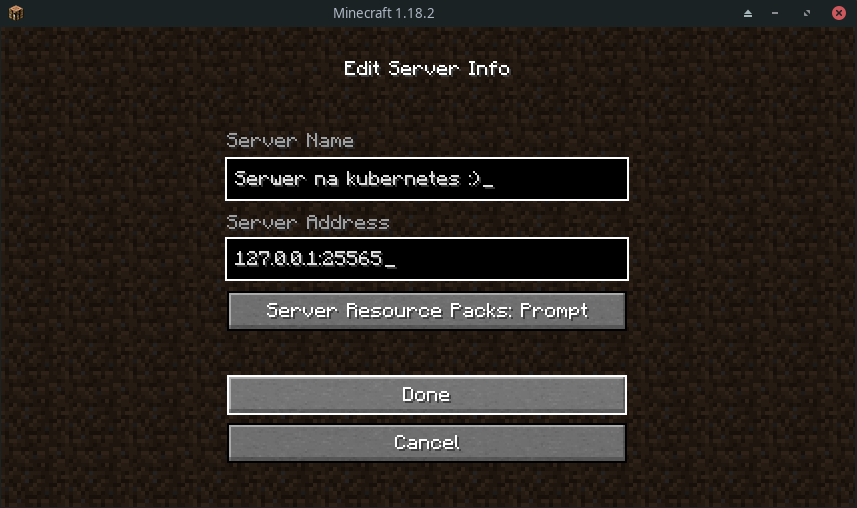 Minecraft 1.18.2
Edit Server Info
Server Name
Serwer na kubernetes :)_
Server Address
127.0.0.1:25565_
Server Resource Packs: Prompt
Done
Cancel